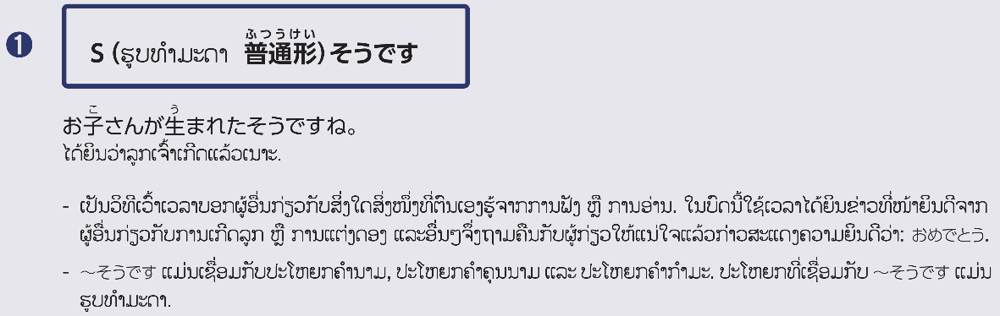 1
S (ຮູບທຳມະດາ 普通形)そうです
ふつうけい
お子さんが生まれたそうですね。
こ う
ໄດ້ຍິນວ່າລູກເຈົ້າເກີດແລ້ວເນາະ.
- ເປັນວິທີເວົ້າເວລາບອກຜູ້ອື່ນກ່ຽວກັບສິ່ງໃດສິ່ງໜຶ່ງທີ່ຕົນເອງຮູ້ຈາກການຟັງ ຫຼື ການອ່ານ. ໃນບົດນີ້ໃຊ້ເວລາໄດ້ຍິນຂ່າວທີ່ໜ້າຍິນດີຈາກ
ຜູ້ອື່ນກ່ຽວກັບການເກີດລູກ ຫຼື ການແຕ່ງດອງ ແລະອື່ນໆຈຶ່ງຖາມຄືນກັບຜູ້ກ່ຽວໃຫ້ແນ່ໃຈແລ້ວກ່າວສະແດງຄວາມຍິນດີວ່າ: おめでとう.
- ～そうです ແມ່ນເຊື່ອມກັບປະໂຫຍກຄຳນາມ, ປະໂຫຍກຄຳຄຸນນາມ ແລະ ປະໂຫຍກຄຳກຳມະ. ປະໂຫຍກທີ່ເຊື່ອມກັບ ～そうです ແມ່ນ
ຮູບທຳມະດາ.